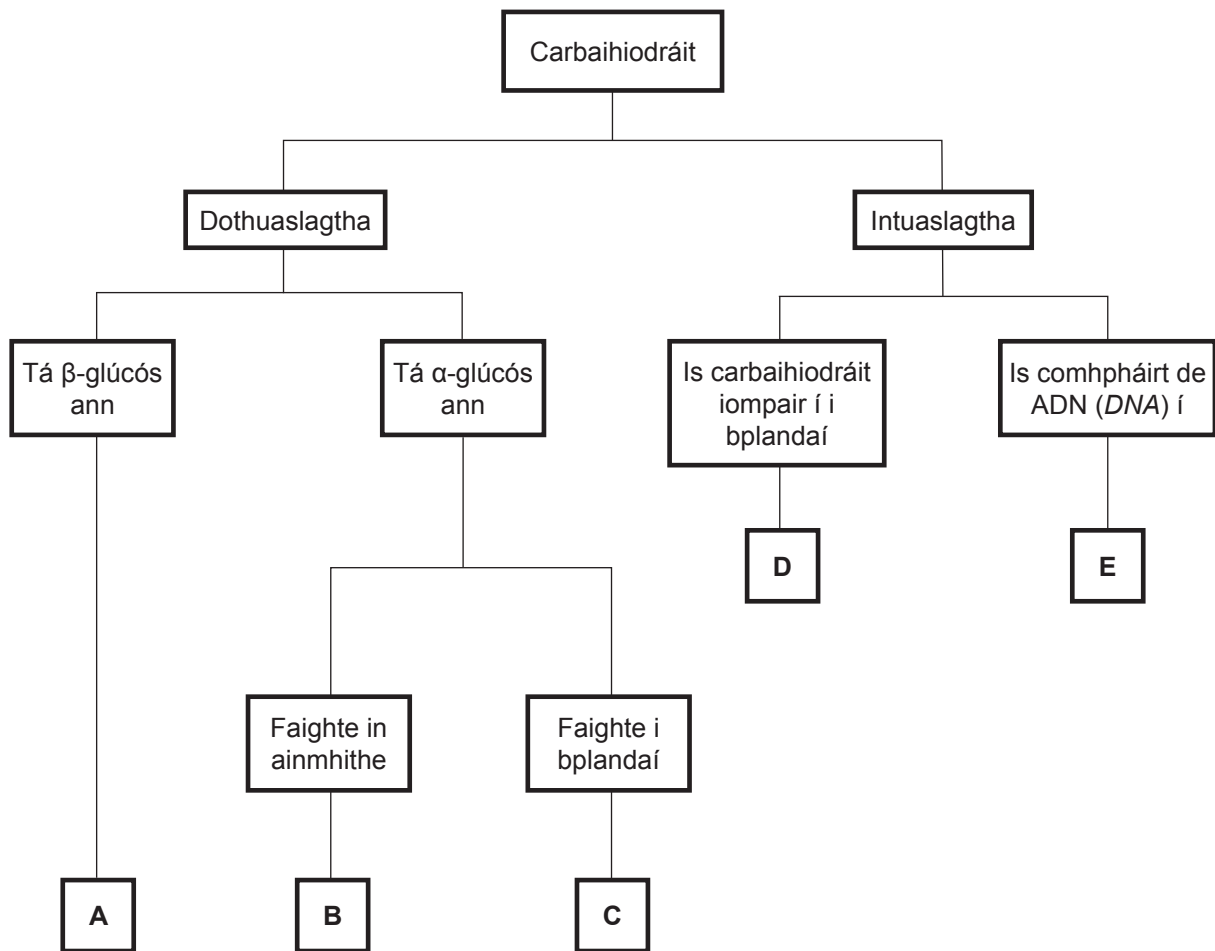 Carbaihiodráit
Dothuaslagtha
Intuaslagtha
Tá β-glúcós
ann
Tá α-glúcós
ann
Is carbaihiodráit
iompair í i
bplandaí
Is comhpháirt de
ADN (DNA) í
D
E
Faighte in
ainmhithe
Faighte i
bplandaí
A
B
C